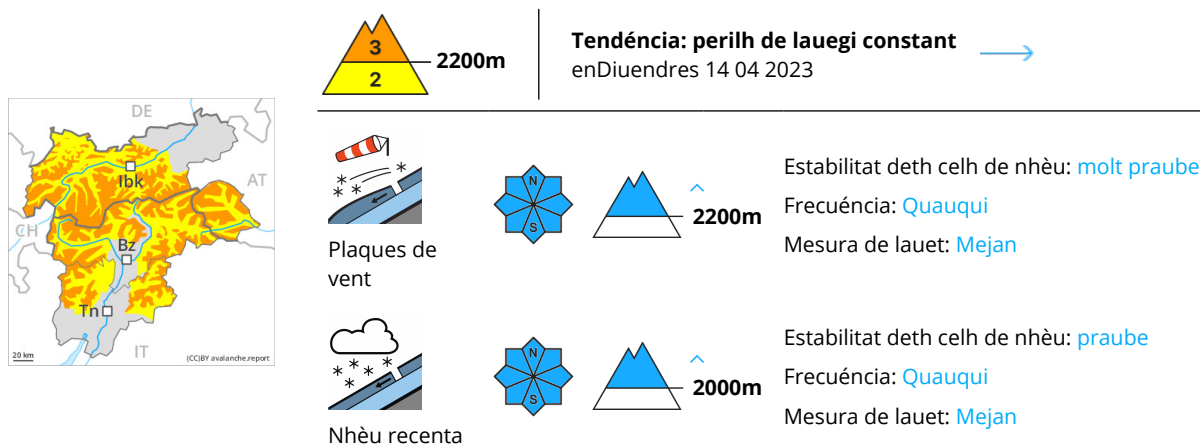 3
2
2200m
Tendéncia: perilh de lauegi constant
enDiuendres 14 04 2023
DE
AT
CH
IT
Ibk
Bz
Tn
20 km
(CC)BY avalanche.report
Plaques de
vent
N
S
2200m
Estabilitat deth celh de nhèu: molt praube
Frecuéncia: Quauqui
Mesura de lauet: Mejan
Nhèu recenta
N
S
2000m
Estabilitat deth celh de nhèu: praube
Frecuéncia: Quauqui
Mesura de lauet: Mejan